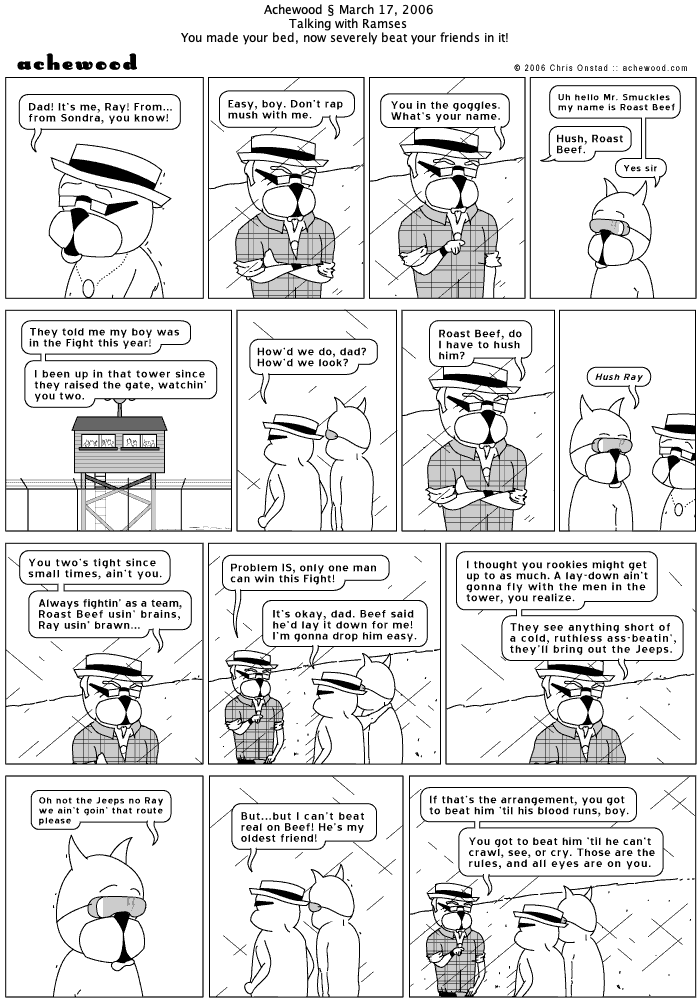 Achewood § March 17, 2006
Talking with Ramses
You made your bed, now severely beat your friends in it!
achewood
© 2006 Chris Onstad :: achewood.com
Dad! It's me, Ray! From...
from Sondra, you know!
Easy, boy. Don't rap
mush with me.
You in the goggles.
What's your name.
Uh hello Mr. Smuckles
my name is Roast Beef
Hush, Roast
Beef.
Yes sir
They told me my boy was
in the Fight this year!
I been up in that tower since
they raised the gate, watchin'
you two.
How'd we do, dad?
How'd we look?
Roast Beef, do
I have to hush
him?
Hush Ray
You two's tight since
small times, ain't you.
Always fightin' as a team,
Roast Beef usin' brains,
Ray usin' brawn...
Problem IS, only one man
can win this Fight!
It's okay, dad. Beef said
he'd lay it down for me!
I'm gonna drop him easy.
I thought you rookies might get
up to as much. A lay-down ain't
gonna fly with the men in the
tower, you realize.
They see anything short of
a cold, ruthless ass-beatin',
they'll bring out the Jeeps.
Oh not the Jeeps no Ray
we ain't goin' that route
please
But...but I can't beat
real on Beef! He's my
oldest friend!
If that's the arrangement, you got
to beat him 'til his blood runs, boy.
You got to beat him 'til he can't
crawl, see, or cry. Those are the
rules, and all eyes are on you.